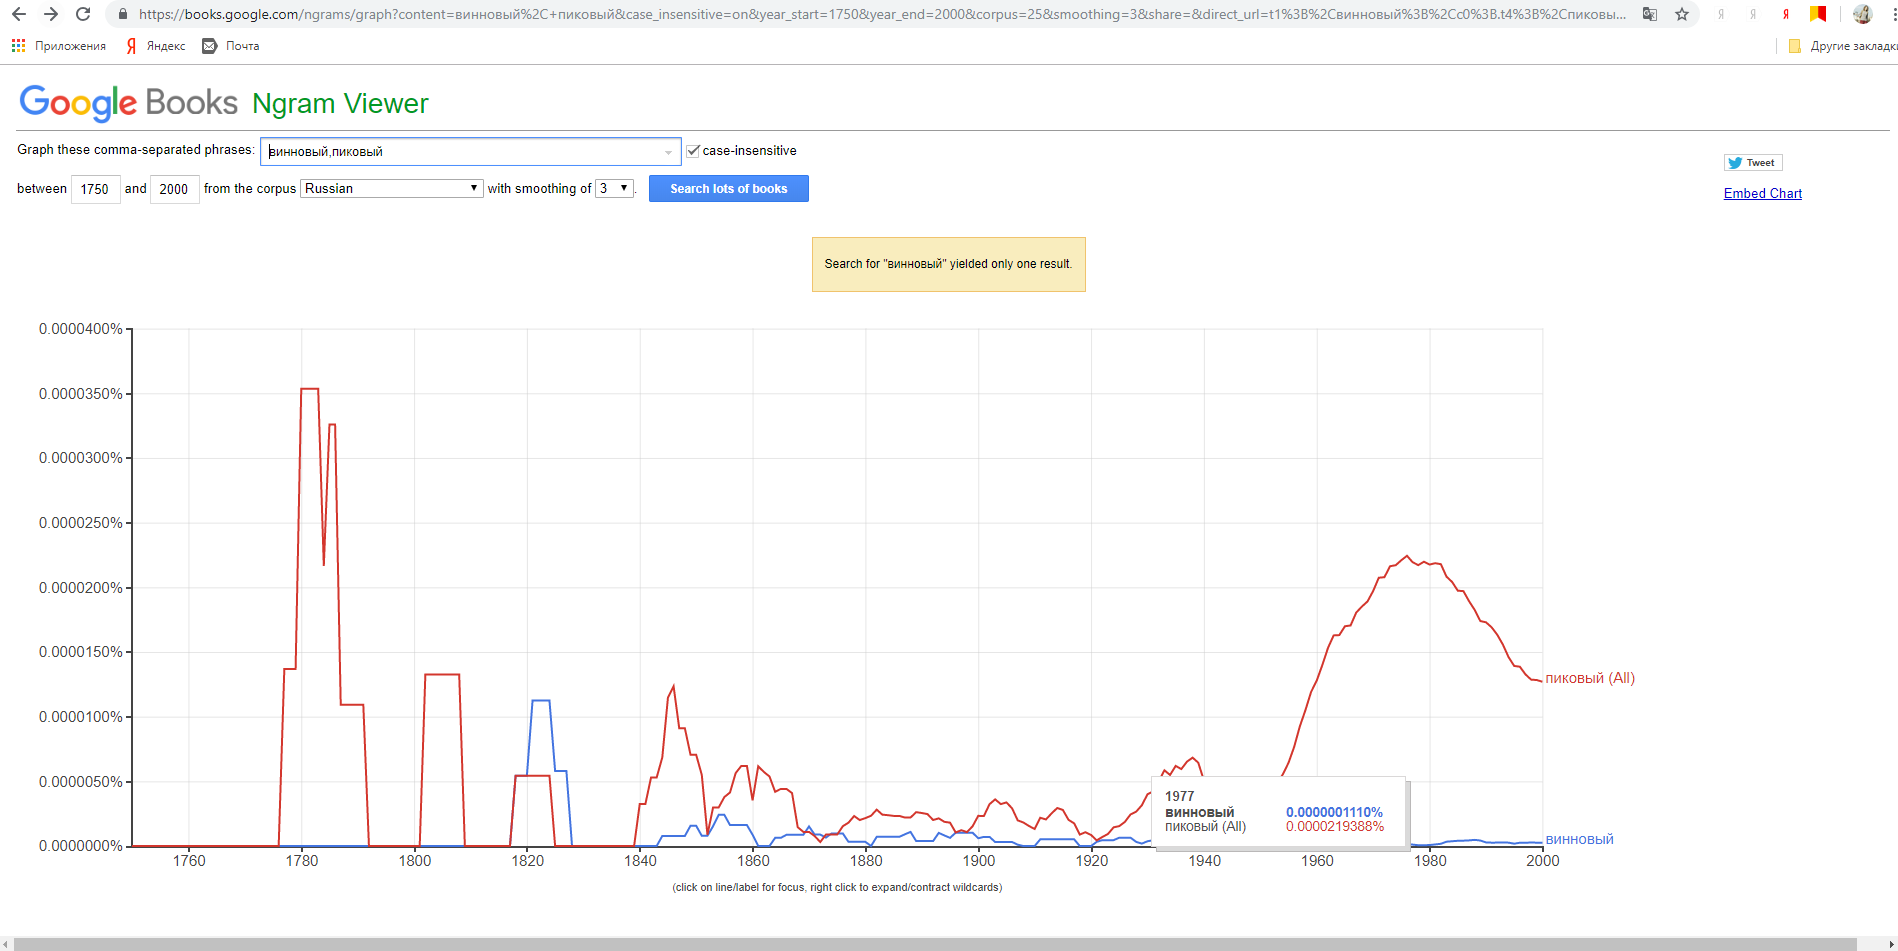 https://books.google.com/ngrams/graph?content=винновый%2C+пиковый&case_insensitive=on&year_start=1750&year_end=2000&corpus=25&smoothing=3&share=&direct_url=t1%3B%2Cвинновый%3B%2Cc0%3B.t4%3B%2Cпиковы...
Приложения Яндекс Почта Другие закладки
Google Books Ngram Viewer
Graph these comma-separated phrases: винновый,пиковый case-insensitive
Tweet
between 1750 and 2000 from the corpus Russian with smoothing of 3 . Search lots of books
Embed Chart
Search for "винновый" yielded only one result.
0.0000400%
0.0000350%
0.0000300%
0.0000250%
0.0000200%
0.0000150%
пиковый (All)
0.0000100%
0.0000050%
1977
винновый 0.0000001110%
пиковый (All) 0.0000219388%
винновый
0.0000000%
1760 1780 1800 1820 1840 1860 1880 1900 1920 1940 1960 1980 2000
(click on line/label for focus, right click to expand/contract wildcards)